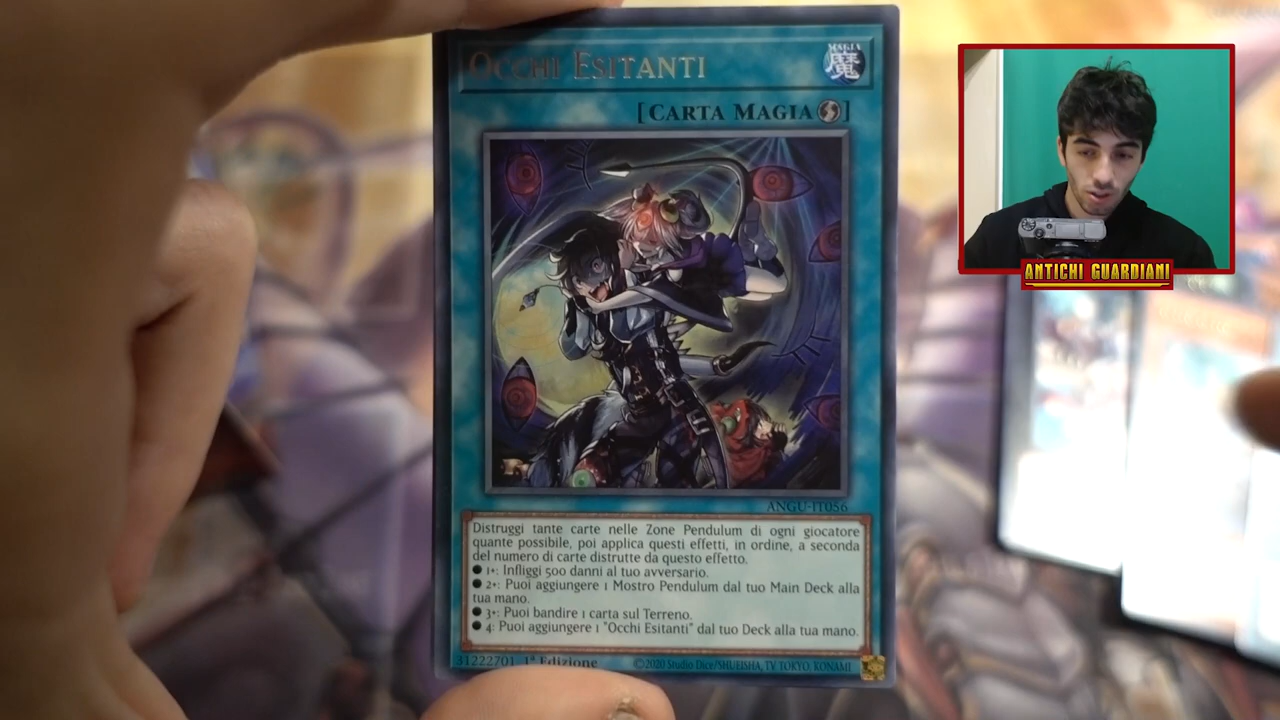 OCCHI ESITANTI
MAGIA
魔
[CARTA MAGIA]
ANTICHI GUARDIANI
ANGU-IT056
Distruggi tante carte nelle Zone Pendulum di ogni giocatore
quante possibile, poi applica questi effetti, in ordine, a seconda
del numero di carte distrutte da questo effetto.
● 1+: Infliggi 500 danni al tuo avversario.
● 2+: Puoi aggiungere 1 Mostro Pendulum dal tuo Main Deck alla
tua mano.
● 3+: Puoi bandire 1 carta sul Terreno.
● 4: Puoi aggiungere 1 "Occhi Esitanti" dal tuo Deck alla tua mano.
31222701 1ª Edizione ©2020 Studio Dice/SHUEISHA, TV TOKYO, KONAMI